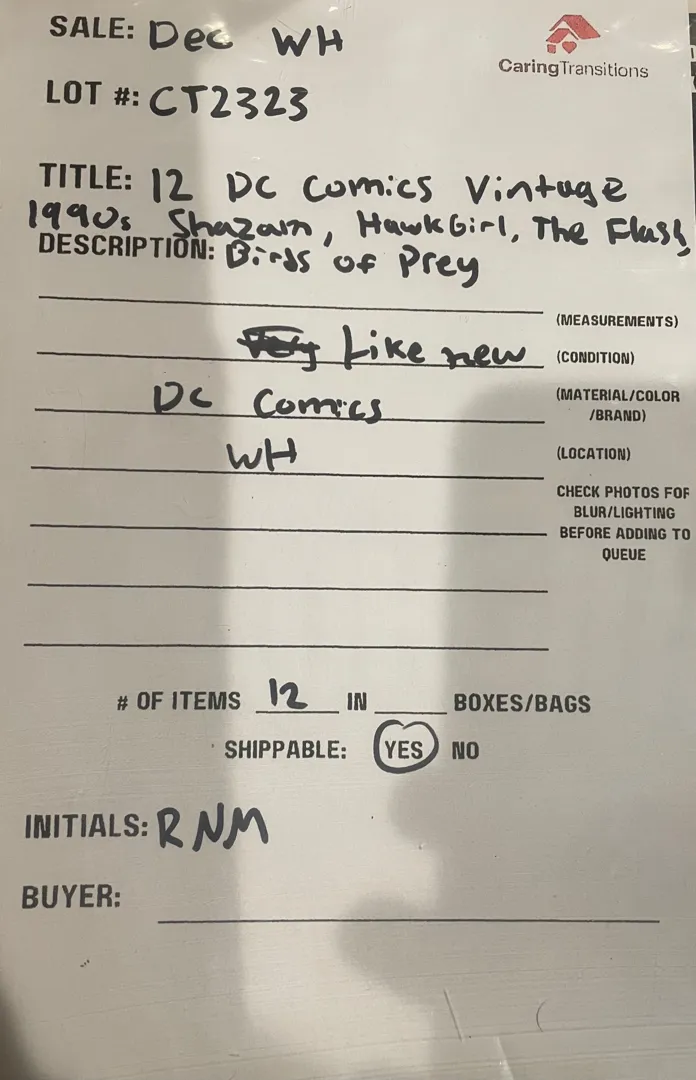 SALE: Dec WH
CaringTransitions
LOT #: CT2323
TITLE: 12 DC Comics Vintage
1990s Shazam, HawkGirl, The Flash,
DESCRIPTION: Birds of Prey
(MEASUREMENTS)
Like new (CONDITION)
DC Comics (MATERIAL/COLOR
/BRAND)
WH (LOCATION)
CHECK PHOTOS FOR
BLUR/LIGHTING
BEFORE ADDING TO
QUEUE
# OF ITEMS 12 IN BOXES/BAGS
SHIPPABLE: YES NO
INITIALS: RNM
BUYER: